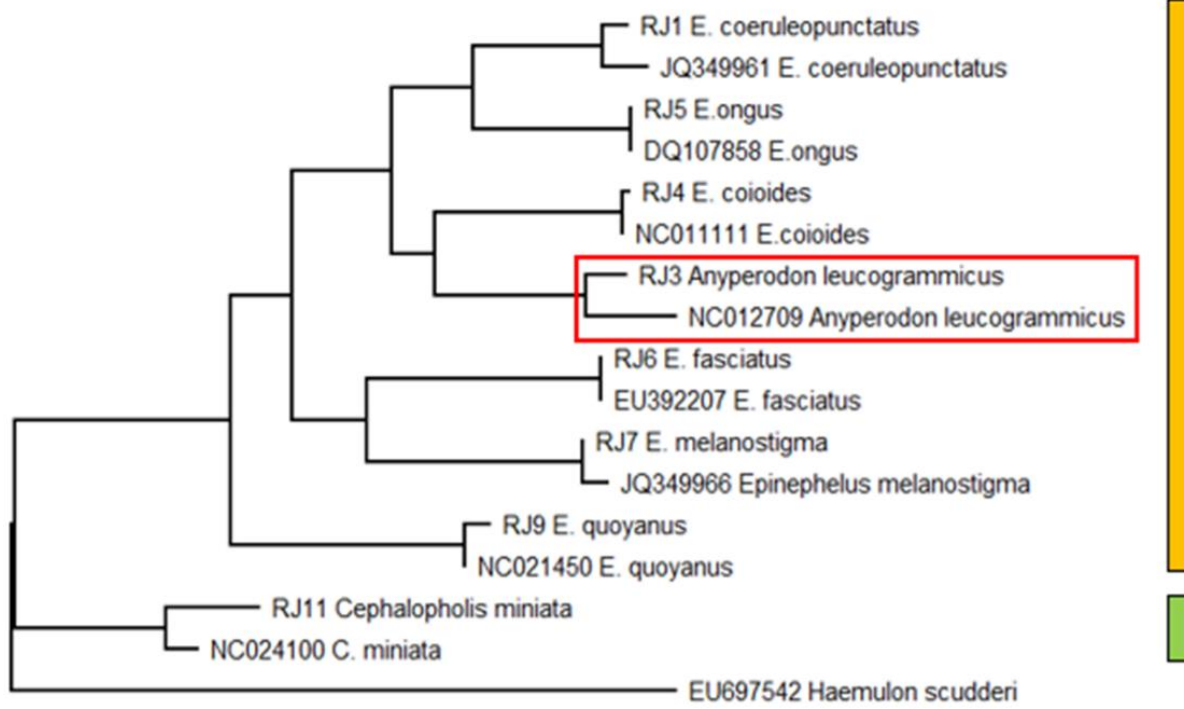 RJ1 E. coeruleopunctatus
JQ349961 E. coeruleopunctatus
RJ5 E.ongus
DQ107858 E.ongus
RJ4 E. coioides
NC011111 E.coioides
RJ3 Anyperodon leucogrammicus
NC012709 Anyperodon leucogrammicus
RJ6 E. fasciatus
EU392207 E. fasciatus
RJ7 E. melanostigma
JQ349966 Epinephelus melanostigma
RJ9 E. quoyanus
NC021450 E. quoyanus
RJ11 Cephalopholis miniata
NC024100 C. miniata
EU697542 Haemulon scudderi